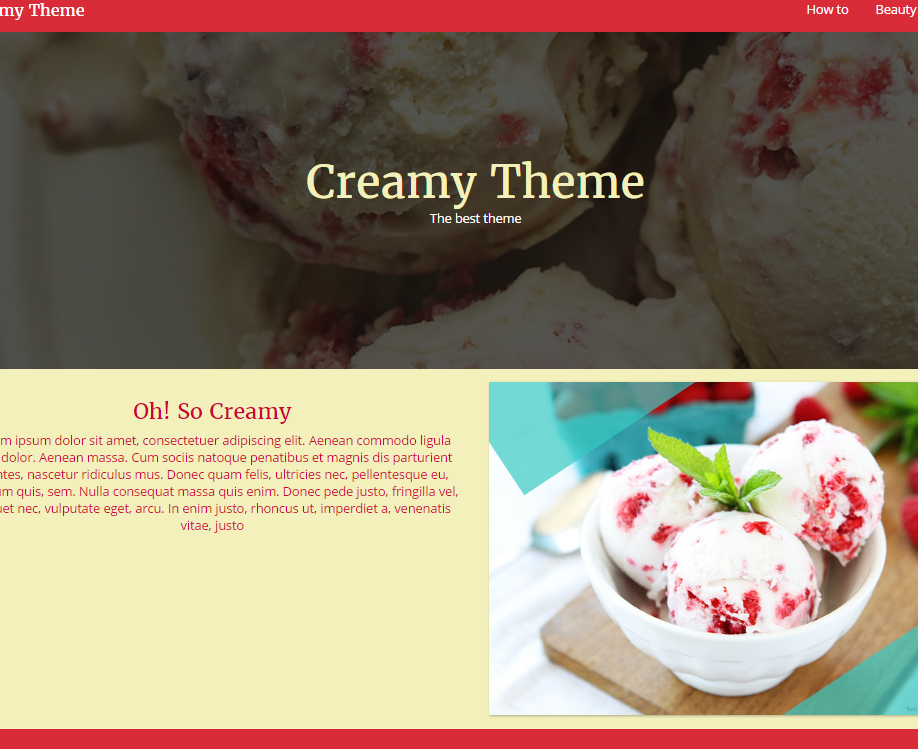 my Theme
How to Beauty
Creamy Theme
The best theme
Oh! So Creamy
m ipsum dolor sit amet, consectetuer adipiscing elit. Aenean commodo ligula
dolor. Aenean massa. Cum sociis natoque penatibus et magnis dis parturient
ntes, nascetur ridiculus mus. Donec quam felis, ultricies nec, pellentesque eu,
um quis, sem. Nulla consequat massa quis enim. Donec pede justo, fringilla vel,
uet nec, vulputate eget, arcu. In enim justo, rhoncus ut, imperdiet a, venenatis
vitae, justo